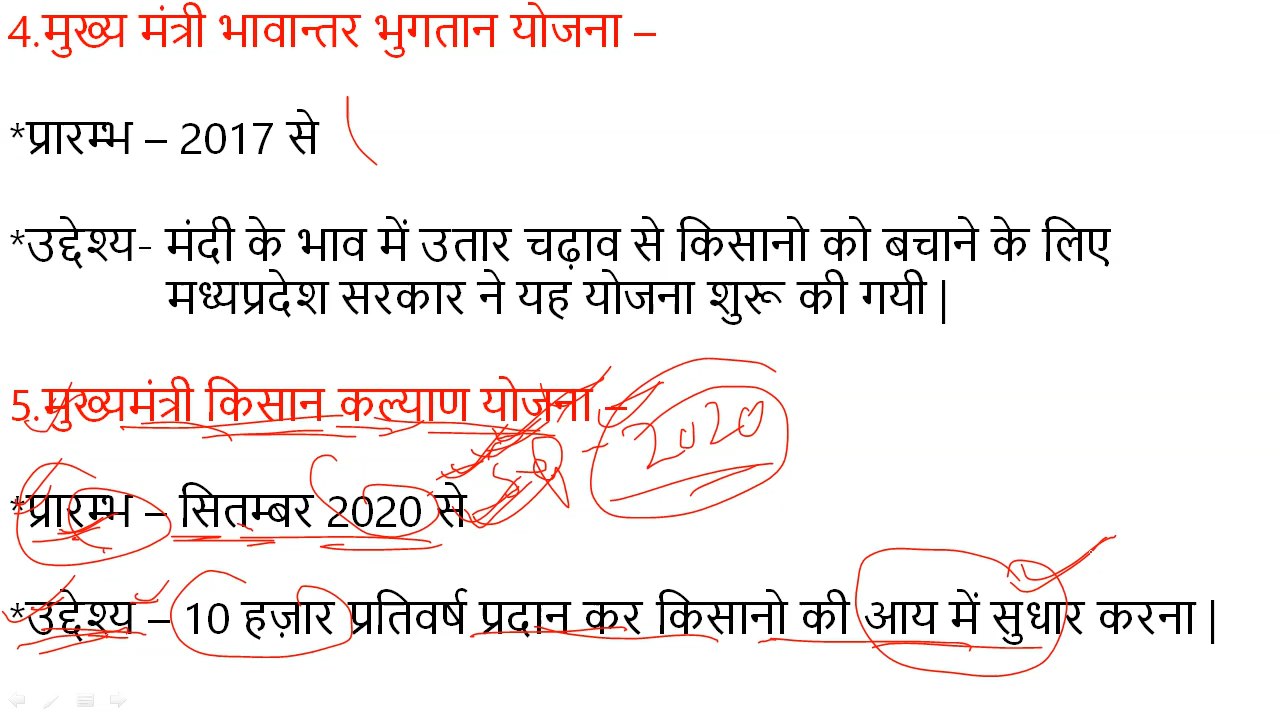 4.मुख्य मंत्री भावान्तर भुगतान योजना –
*प्रारम्भ – 2017 से
*उद्देश्य- मंदी के भाव में उतार चढ़ाव से किसानो को बचाने के लिए
मध्यप्रदेश सरकार ने यह योजना शुरू की गयी |
5.मुख्यमंत्री किसान कल्याण योजना –
2020
*प्रारम्भ – सितम्बर 2020 से
*उद्देश्य – 10 हज़ार प्रतिवर्ष प्रदान कर किसानो की आय में सुधार करना |